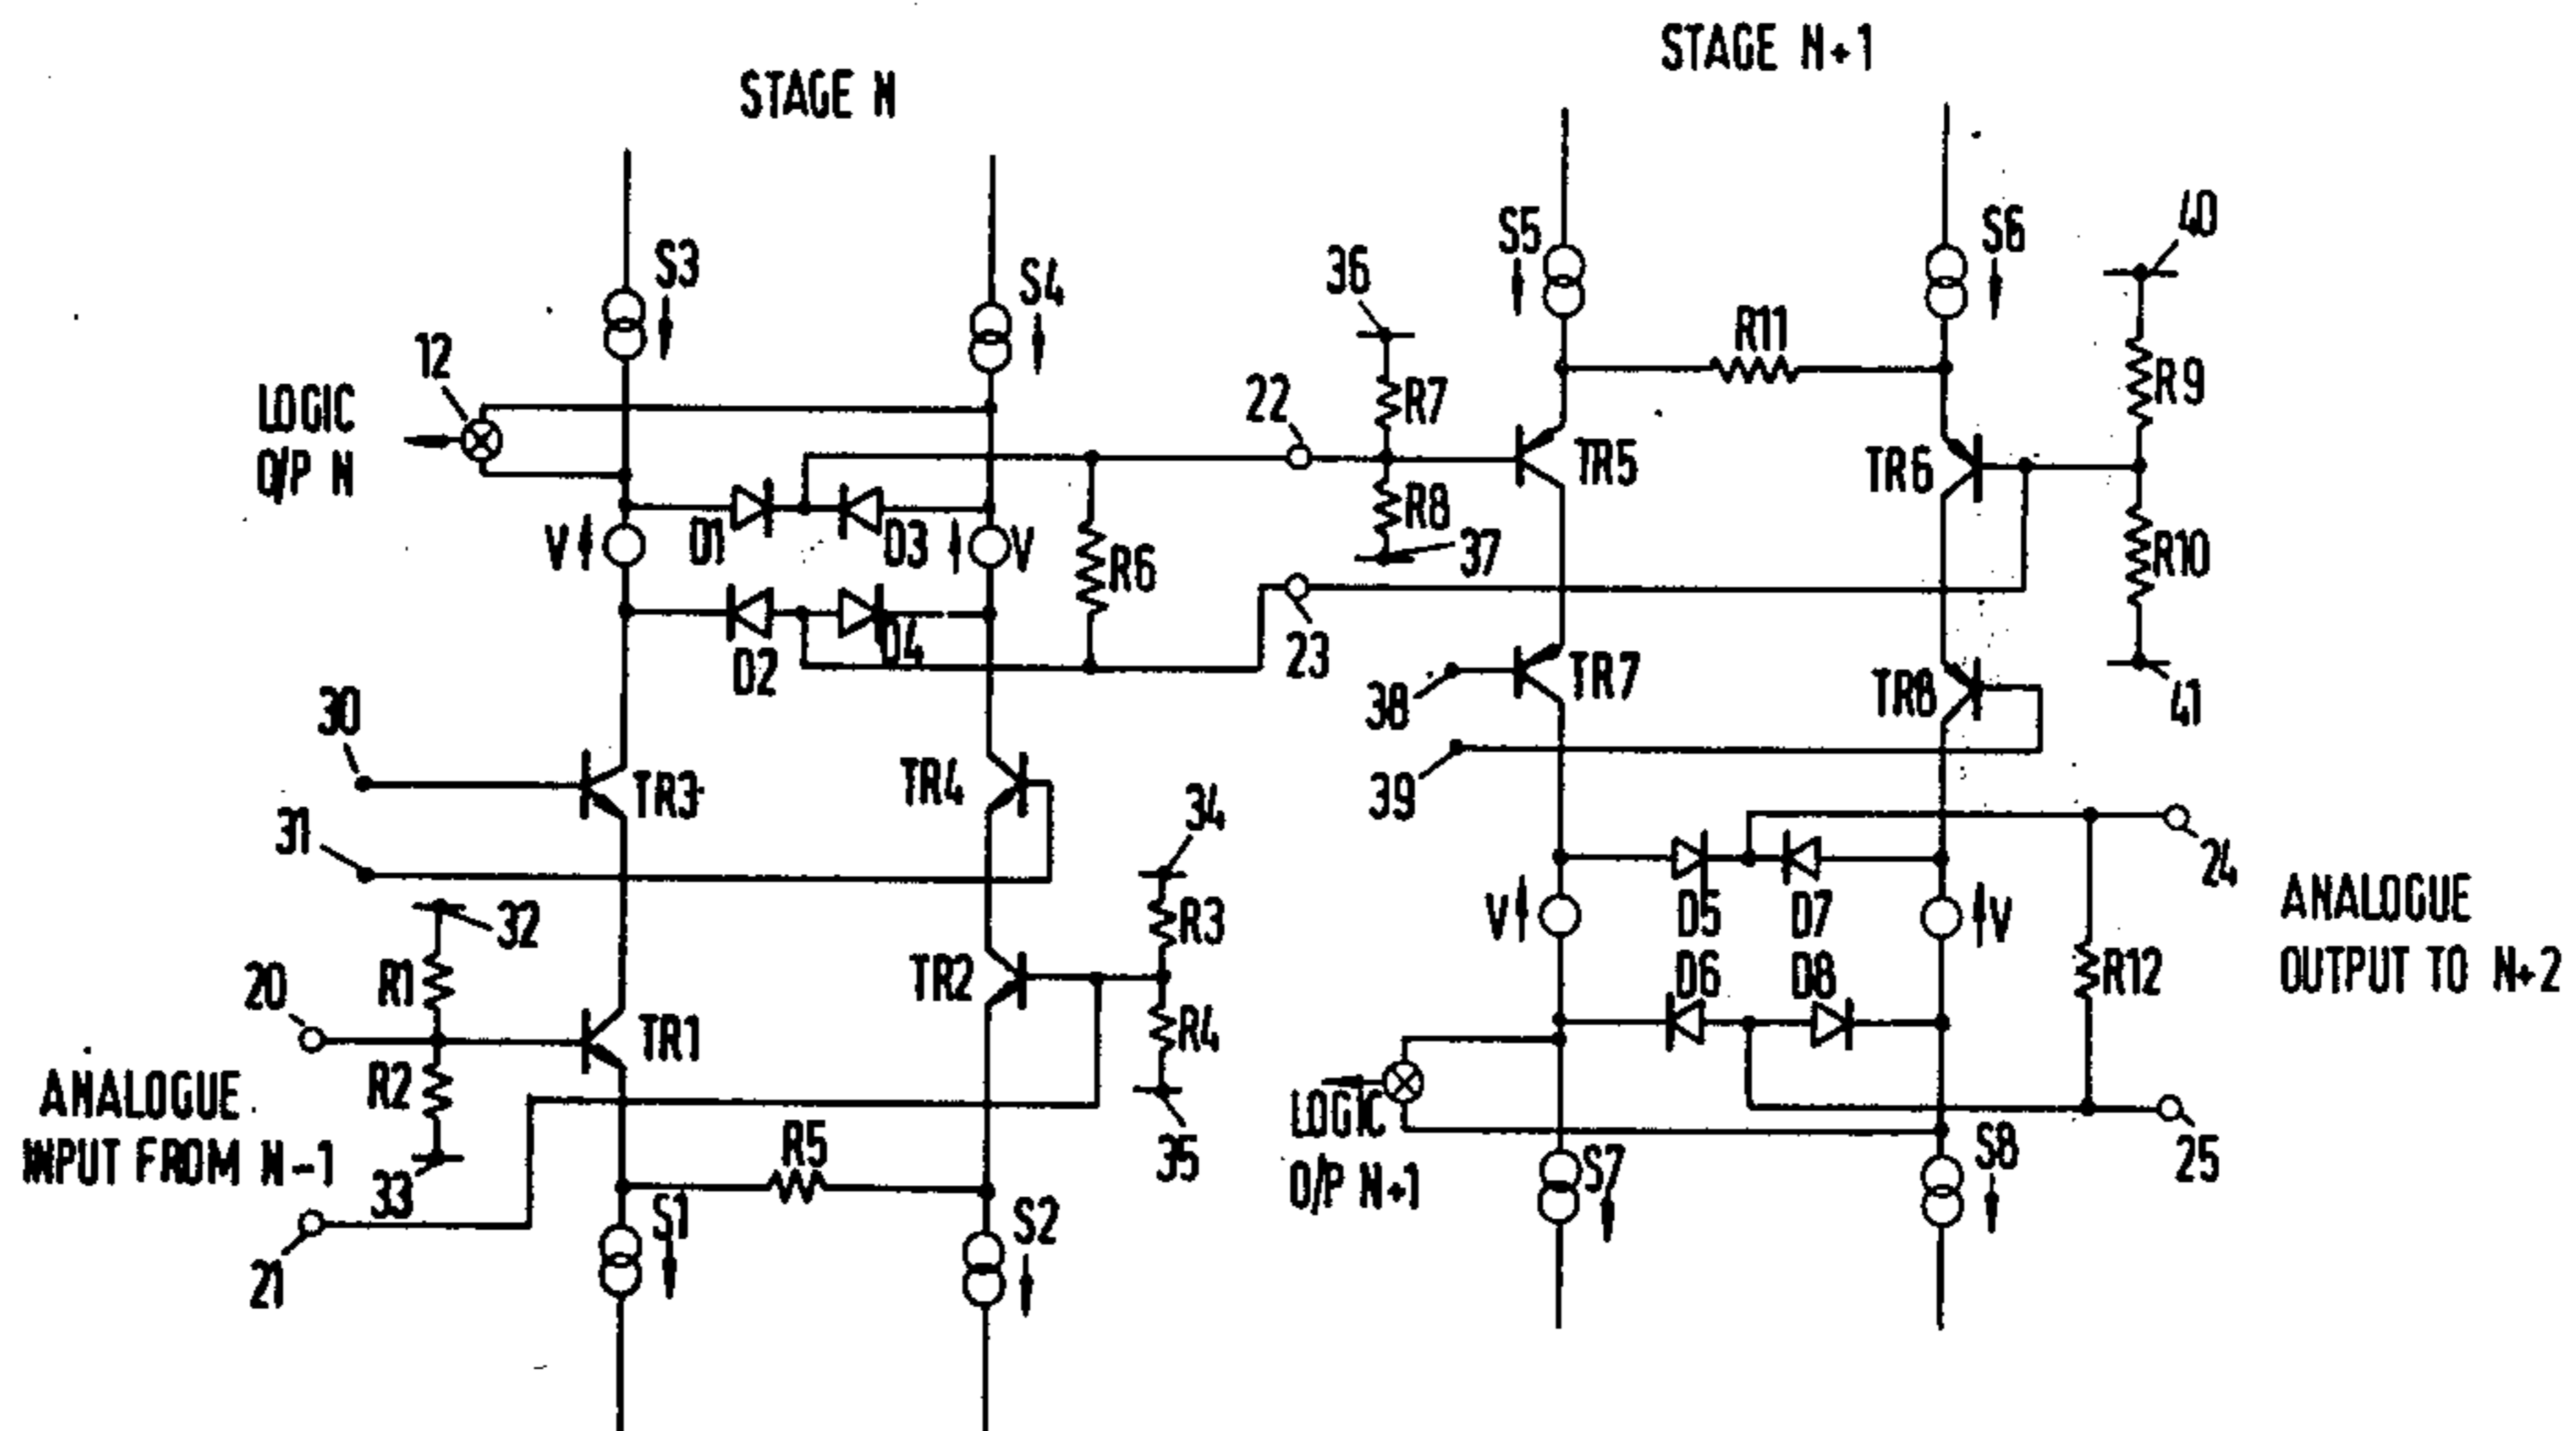 STAGE N
STAGE N+1
S3
S4
S5
S6
40
36
12
LOGIC
O/P N
22
R7
R11
R9
TR5
TR6
V
D1
D3
V
R6
R8
37
R10
D2
D4
23
30
TR3
TR4
38
TR7
TR8
41
31
39
34
32
R3
24
20
R1
TR2
V
D5
D7
V
ANALOGUE
OUTPUT TO N+2
R12
D6
D8
TR1
R4
ANALOGUE
INPUT FROM N-1
R2
33
R5
35
LOGIC
O/P N+1
S7
S8
25
21
S1
S2